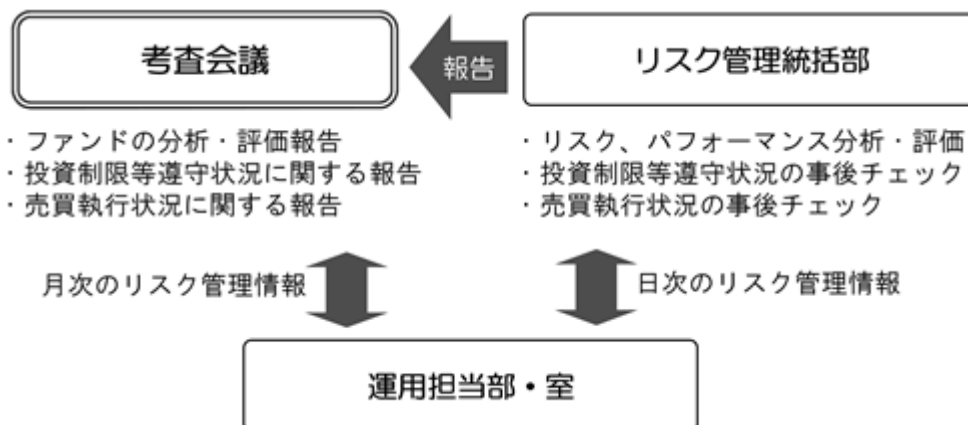 考査会議
報告
リスク管理統括部
・ファンドの分析・評価報告
・投資制限等遵守状況に関する報告
・売買執行状況に関する報告
・リスク、パフォーマンス分析・評価
・投資制限等遵守状況の事後チェック
・売買執行状況の事後チェック
月次のリスク管理情報
日次のリスク管理情報
運用担当部・室